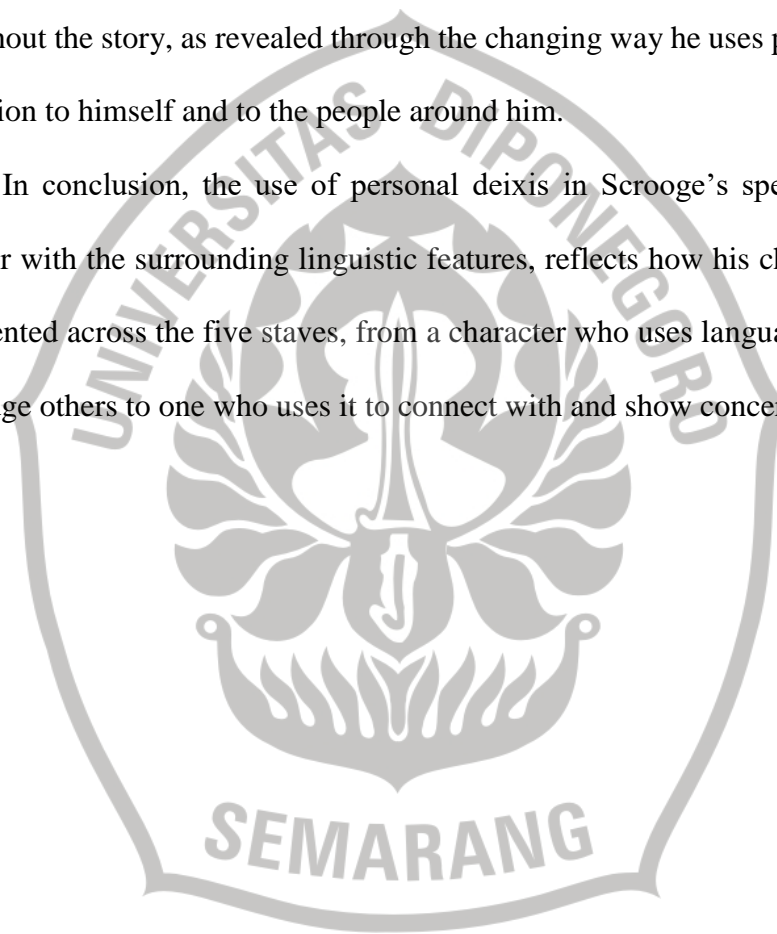 hout the story, as revealed through the changing way he uses p
ion to himself and to the people around him.
In conclusion, the use of personal deixis in Scrooge’s spe
r with the surrounding linguistic features, reflects how his cl
ented across the five staves, from a character who uses langua
ge others to one who uses it to connect with and show concer
UNIVERSITAS DIPONEGORO
SEMARANG